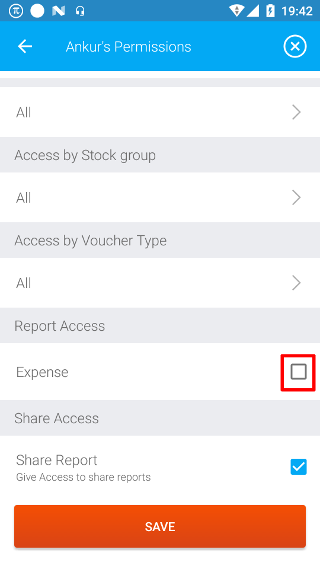 19:42
Ankur's Permissions
All
Access by Stock group
All
Access by Voucher Type
All
Report Access
Expense
Share Access
Share Report
Give Access to share reports
SAVE